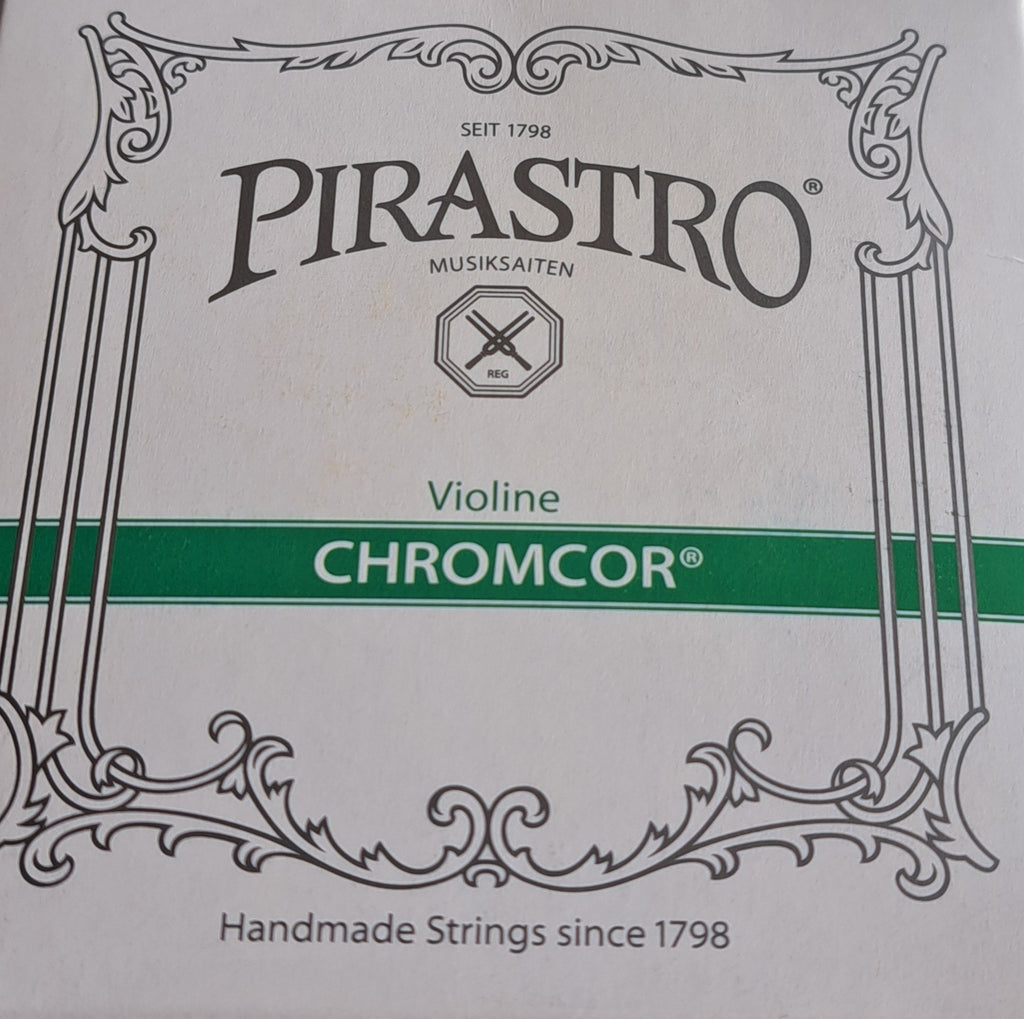 SEIT 1798
PIRASTRO®
MUSIKSAITEN
REG
Violine
CHROMCOR®
Handmade Strings since 1798